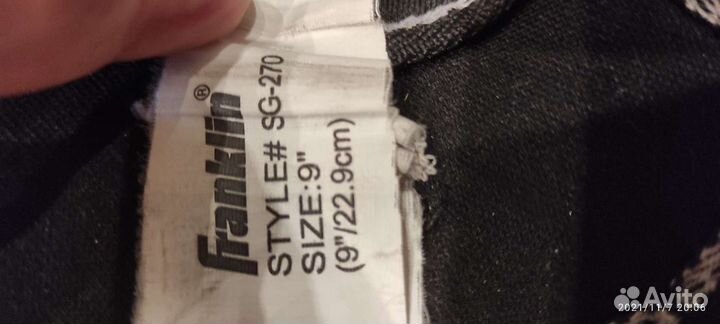 franklin®
STYLE# SG-270
SIZE:9"
(9"/22.9cm)
Avito
2021/11/7 20:06